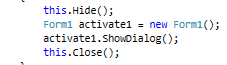 this.Hide();
Form1 activate1 = new Form1();
activate1.ShowDialog();
this.Close();
}